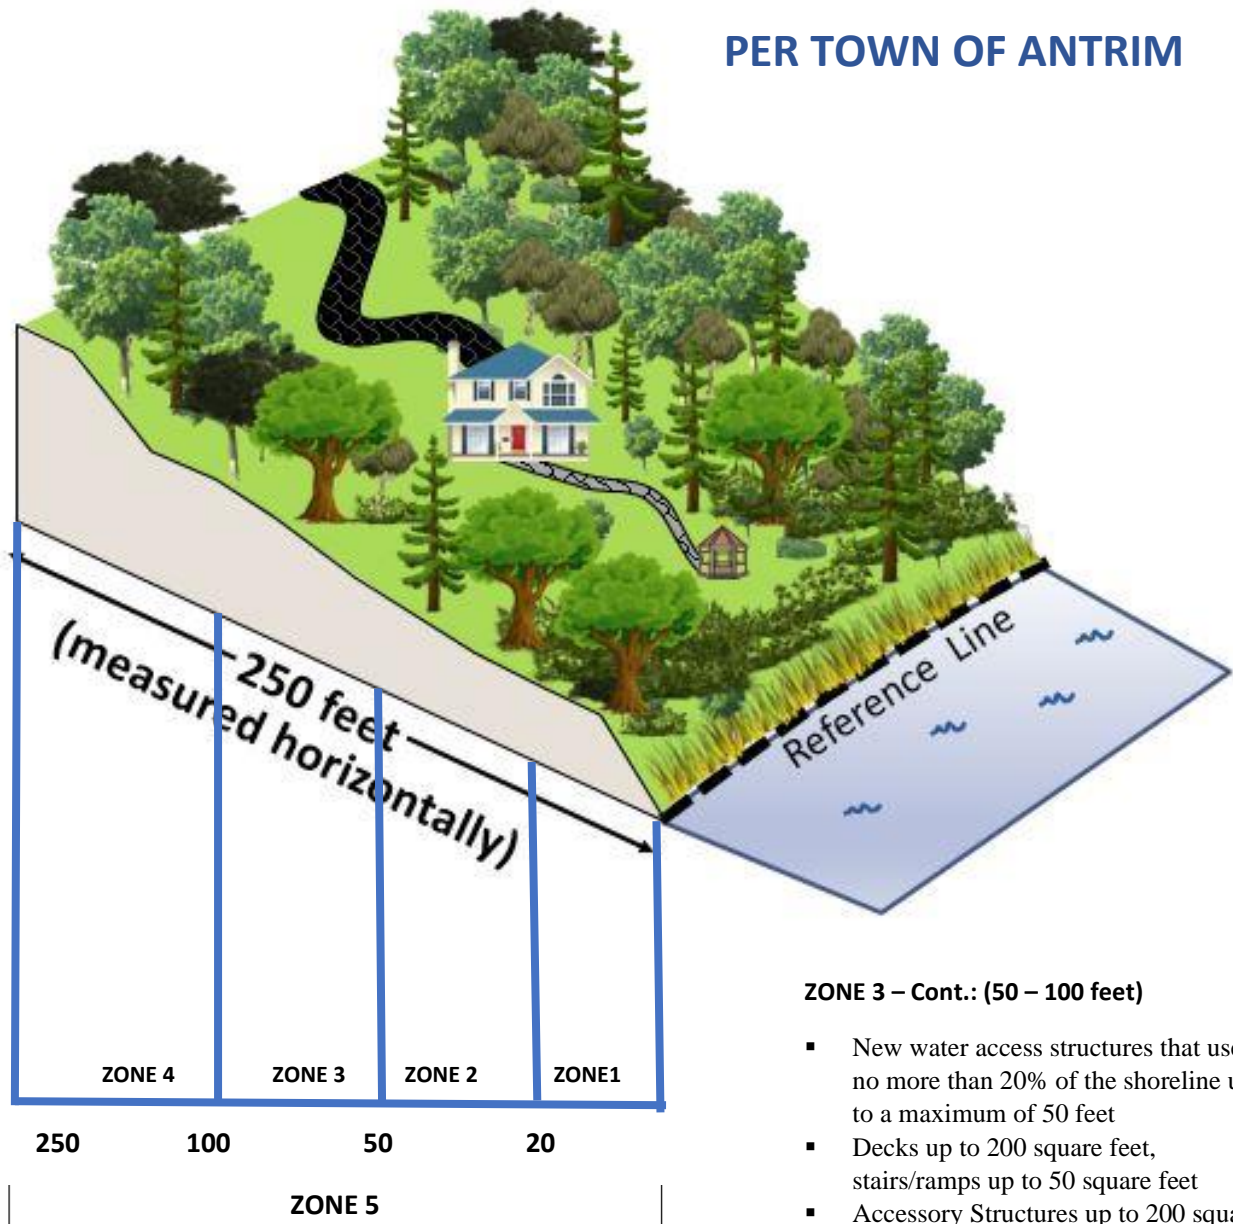 PER TOWN OF ANTRIM
250 feet
(measured horizontally)
Reference Line
ZONE 4 ZONE 3 ZONE 2 ZONE1
250 100 50 20
ZONE 5
ZONE 3 – Cont.: (50 – 100 feet)
▪ New water access structures that use
no more than 20% of the shoreline
to a maximum of 50 feet
▪ Decks up to 200 square feet,
stairs/ramps up to 50 square feet
▪ Accessory Structures up to 200